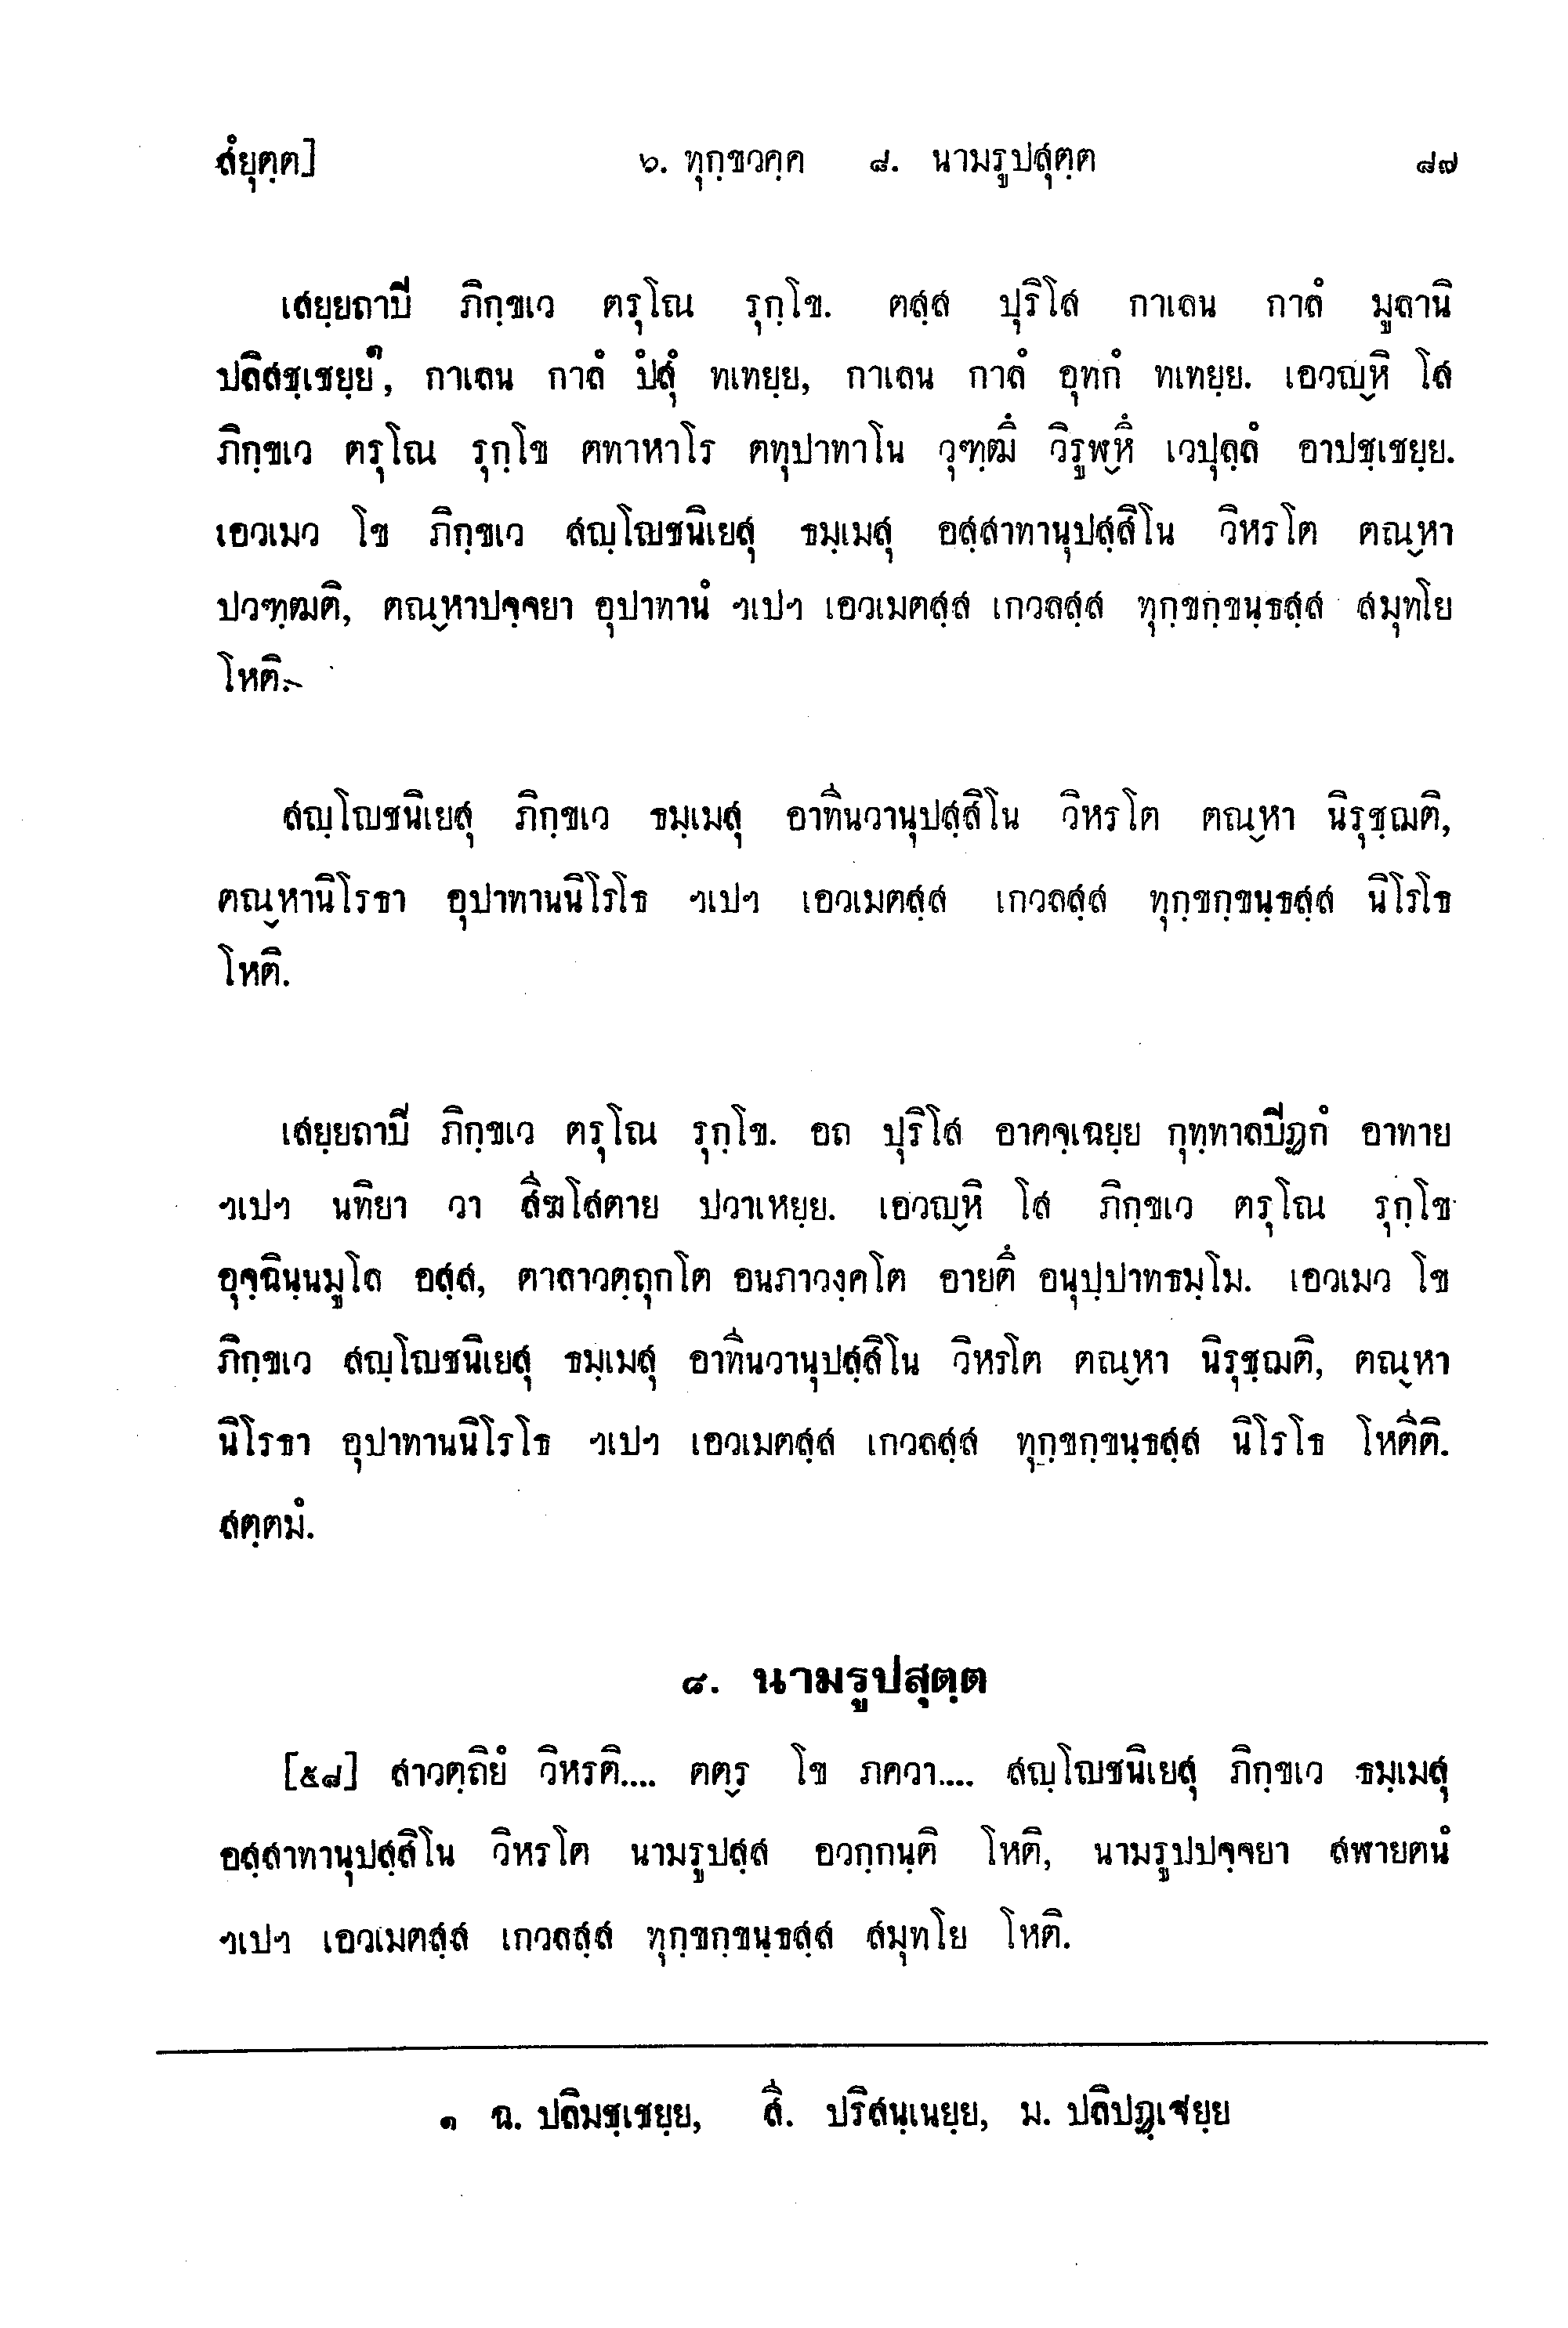 สํยุตฺต]	๖. ทุกฺขวคฺค	๘. นามรูปสุตฺต	๘๗
เสยฺยถาปิ ภิกฺขเว ตรุโณ รุกฺโข. ตสฺส ปุริโส กาเลน กาลํ มูลานิ
ปลิสชฺเชยฺย๑, กาเลน กาลํ ปํสุํ ทเทยฺย, กาเลน กาลํ อุทกํ ทเทยฺย. เอวญฺหิ โส
ภิกฺขเว ตรุโณ รุกฺโข ตทาหาโร ตทุปาทาโน วุฑฺฒึ วิรูฬฺหึ เวปุลฺลํ อาปชฺเชยฺย.
เอวเมว โข ภิกฺขเว สญฺโญชนิเยสุ ธมฺเมสุ อสฺสาทานุปสฺสิโน วิหรโต ตณฺหา
ปวฑฺฒติ, ตณฺหาปจฺจยา อุปาทานํ ฯเปฯ เอวเมตสฺส เกวลสฺส ทุกฺขกฺขนฺธสฺส สมุทโย
โหติ.
สญฺโญชนิเยสุ ภิกฺขเว ธมฺเมสุ อาทีนวานุปสฺสิโน วิหรโต ตณฺหา นิรุชฺฌติ,
ตณฺหานิโรธา อุปาทานนิโรโธ ฯเปฯ เอวเมตสฺส เกวลสฺส ทุกฺขกฺขนฺธสฺส นิโรโธ
โหติ.
เสยฺยถาปิ ภิกฺขเว ตรุโณ รุกฺโข. อถ ปุริโส อาคจฺเฉยฺย กุทฺทาลปิฏกํ อาทาย
ฯเปฯ นทิยา วา สีฆโสตาย ปวาเหยฺย. เอวญฺหิ โส ภิกฺขเว ตรุโณ รุกฺโข
อุจฺฉินฺนมูโล อสฺส, ตาลาวตฺถุกโต อนภาวงฺคโต อายตึ อนุปฺปาทธมฺโม. เอวเมว โข
ภิกฺขเว สญฺโญชนิเยสุ ธมฺเมสุ อาทีนวานุปสฺสิโน วิหรโต ตณฺหา นิรุชฺฌติ, ตณฺหา
นิโรธา อุปาทานนิโรโธ ฯเปฯ เอวเมตสฺส เกวลสฺส ทุกฺขกฺขนฺธสฺส นิโรโธ โหตีติ.
สตฺตมํ.
๘. นามรูปสุตฺต
[๕๘] สาวตฺถิยํ วิหรติ.... ตตฺร โข ภควา.... สญฺโญชนิเยสุ ภิกฺขเว ธมฺเมสุ
อสฺสาทานุปสฺสิโน วิหรโต นามรูปสฺส อวกฺกนฺติ โหติ, นามรูปปจฺจยา สฬายตนํ
ฯเปฯ เอวเมตสฺส เกวลสฺส ทุกฺขกฺขนฺธสฺส สมุทโย โหติ.
๑ ฉ. ปลิมชฺเชยฺย, สี. ปริสนฺเนยฺย, ม. ปลิปฏฺเฐยฺย